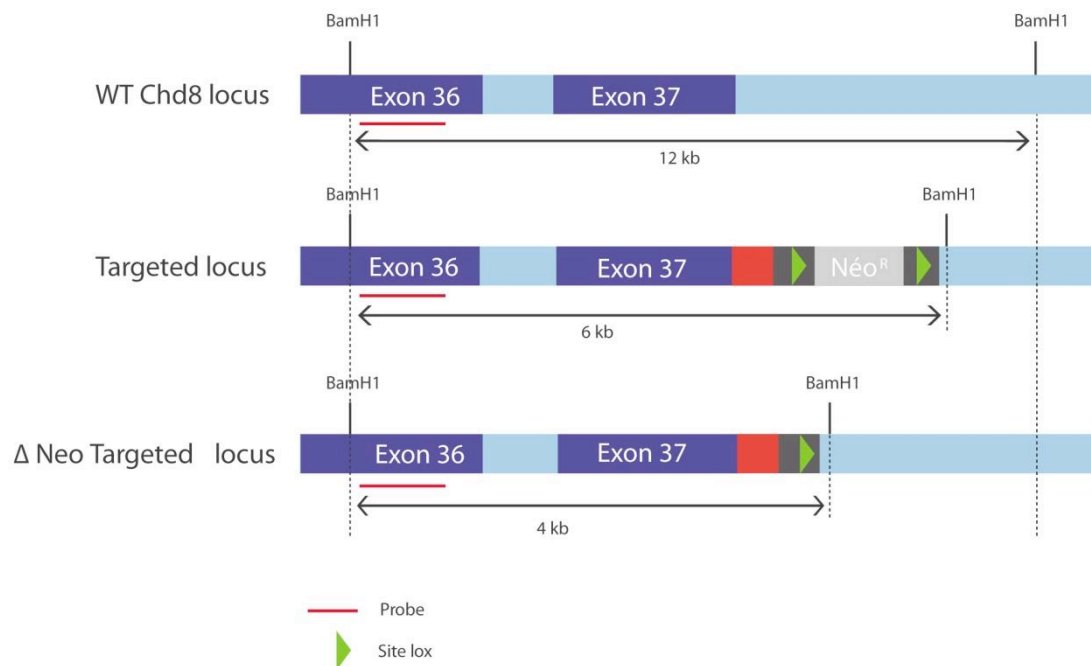 BamH1 BamH1
WT Chd8 locus Exon 36 Exon 37
12 kb
BamH1 BamH1
Targeted locus Exon 36 Exon 37 Néoᴿ
6 kb
BamH1 BamH1
Δ Neo Targeted locus Exon 36 Exon 37
4 kb
Probe
Site lox